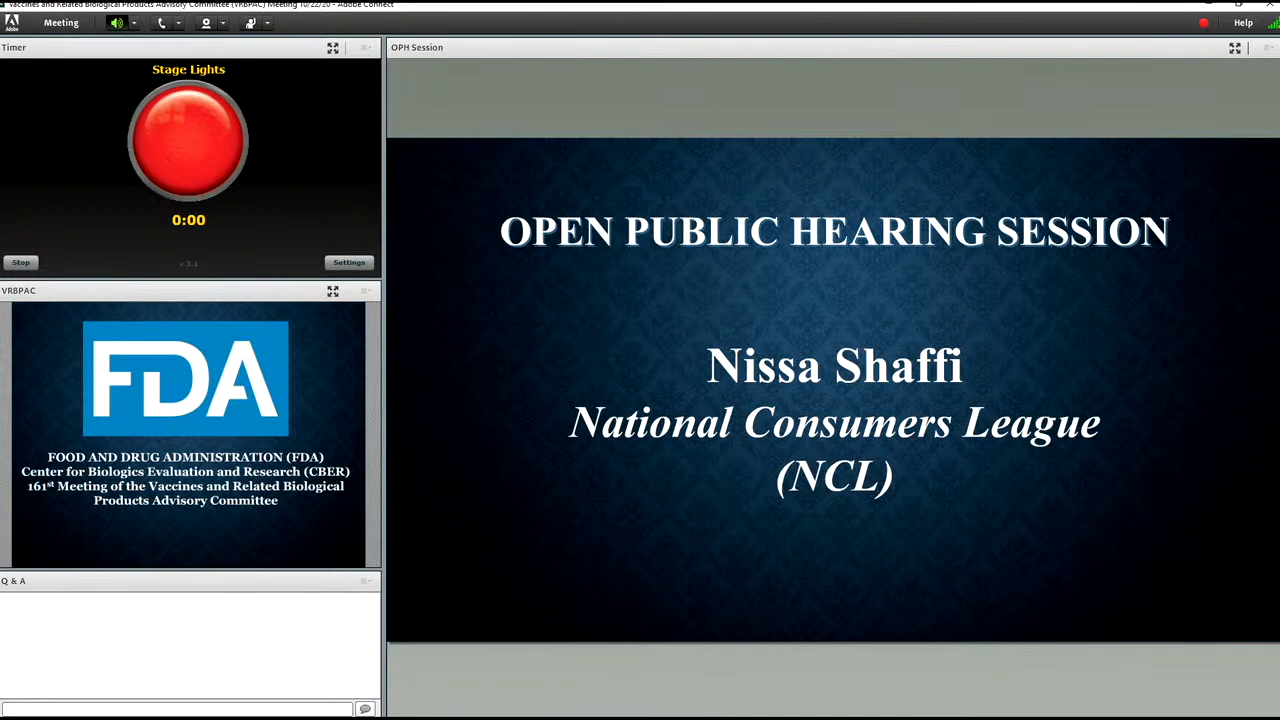 Vaccines and Related Biological Products Advisory Committee (VRBPAC) Meeting 10/22/20 - Adobe Connect
Adobe
Meeting
Help
Timer
Stage Lights
0:00
Stop
v 3.1
Settings
VRBPAC
FDA
FOOD AND DRUG ADMINISTRATION (FDA)
Center for Biologics Evaluation and Research (CBER)
161st Meeting of the Vaccines and Related Biological
Products Advisory Committee
Q & A
OPH Session
OPEN PUBLIC HEARING SESSION
Nissa Shaffi
National Consumers League
(NCL)